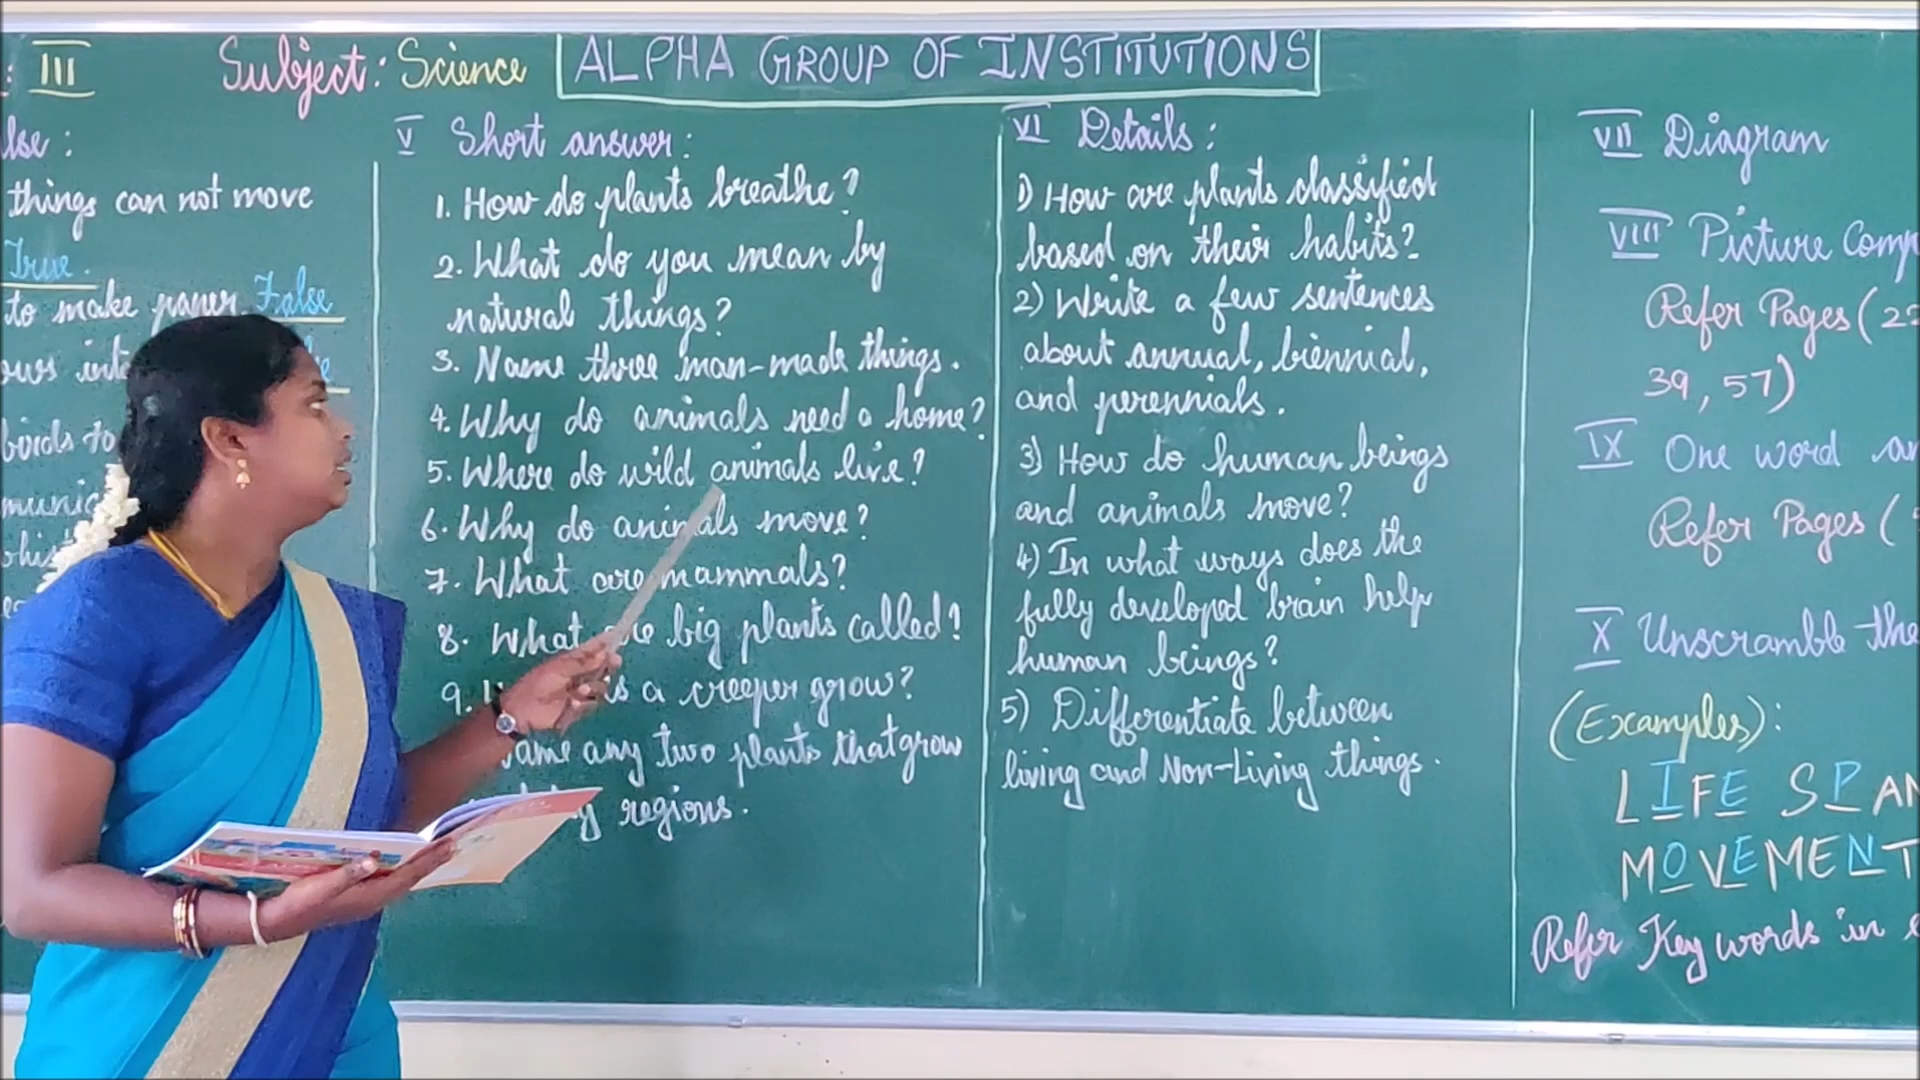 : III Subject: Science ALPHA GROUP OF INSTITUTIONS
lse:
things can not move
True.
to make paper False
ows int
birds to
V Short answer:
1. How do plants breathe?
2. What do you mean by
natural things?
3. Name three man-made things.
4. Why do animals need a home?
5. Where do wild animals live?
6. Why do animals move?
7. What are mammals?
8. What are big plants called?
9. s a creeper grow?
ame any two plants that grow
y regions.
VI Details:
1) How are plants classified
based on their habits?
2) Write a few sentences
about annual, biennial,
and perennials.
3) How do human beings
and animals move?
4) In what ways does the
fully developed brain help
human beings?
5) Differentiate between
living and Non-Living things.
VII Diagram
VIII Picture Comp
Refer Pages (22
39, 57)
IX One word an
Refer Pages (
X Unscramble the
(Examples):
LIFE SPAN
MOVEMENT
Refer Key words in